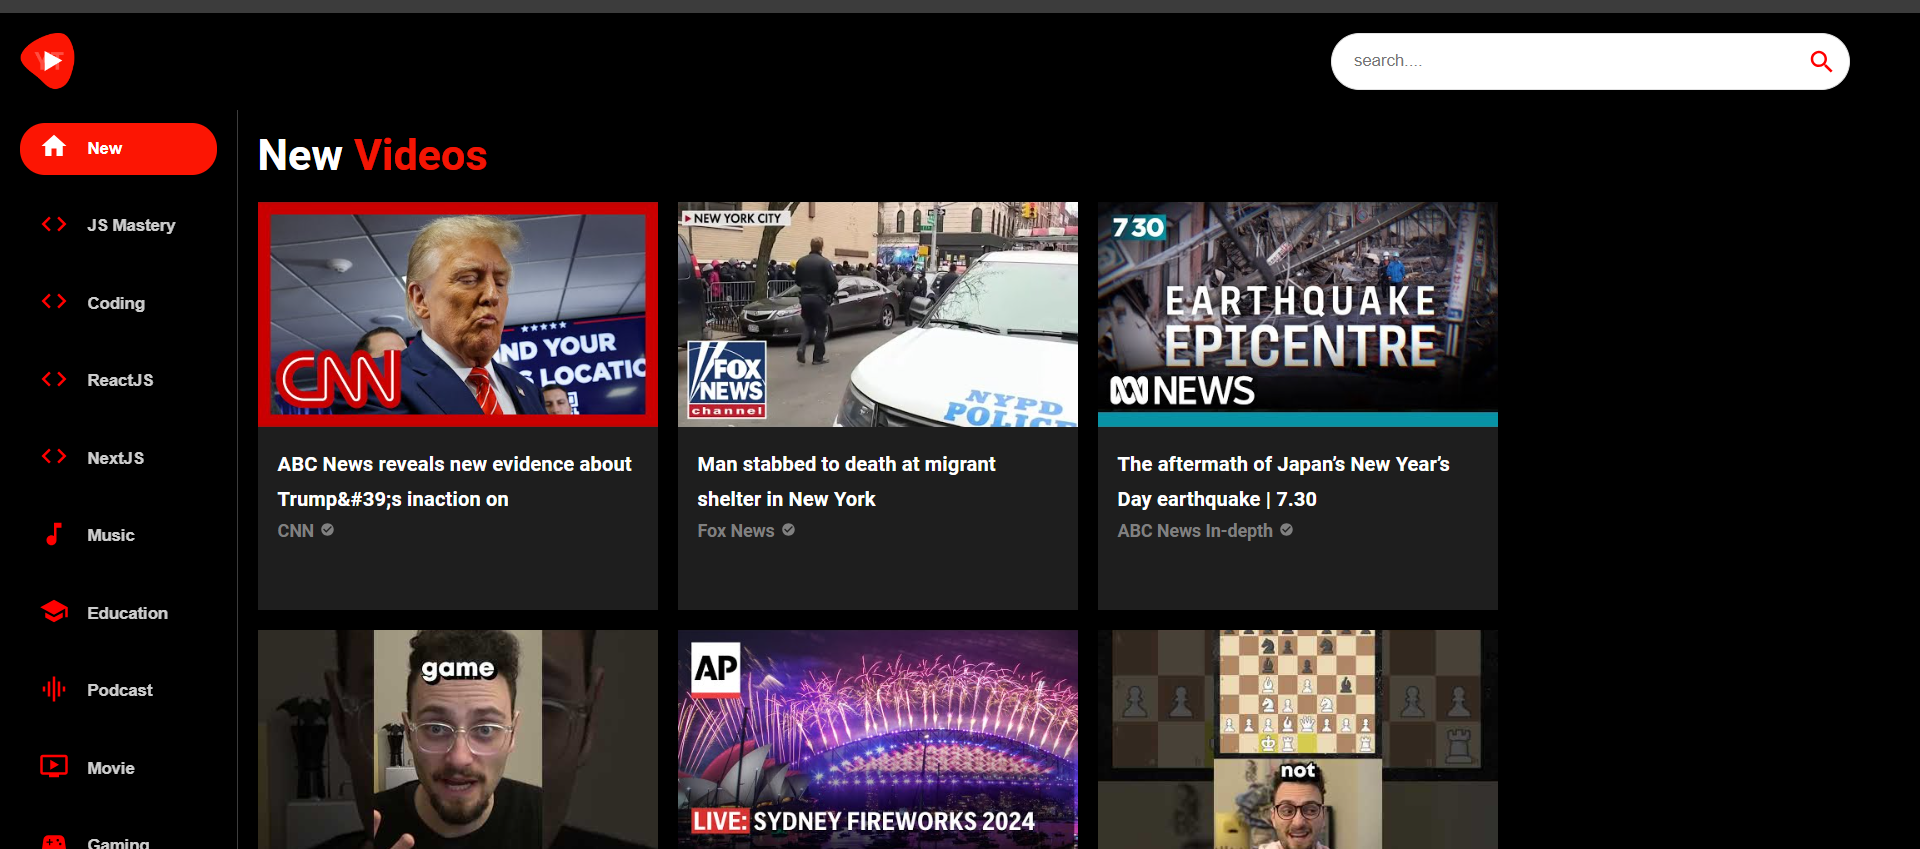 YT
search....
New
JS Mastery
Coding
ReactJS
NextJS
Music
Education
Podcast
Movie
Gaming
New Videos
CNN
ND YOUR
S LOCATIO
ABC News reveals new evidence about
Trump&#39;s inaction on
CNN
NEW YORK CITY
FOX
NEWS
channel
NYPD
POLICE
Man stabbed to death at migrant
shelter in New York
Fox News
7 30
EARTHQUAKE
EPICENTRE
NEWS
The aftermath of Japan’s New Year’s
Day earthquake | 7.30
ABC News In-depth
game
AP
LIVE: SYDNEY FIREWORKS 2024
not